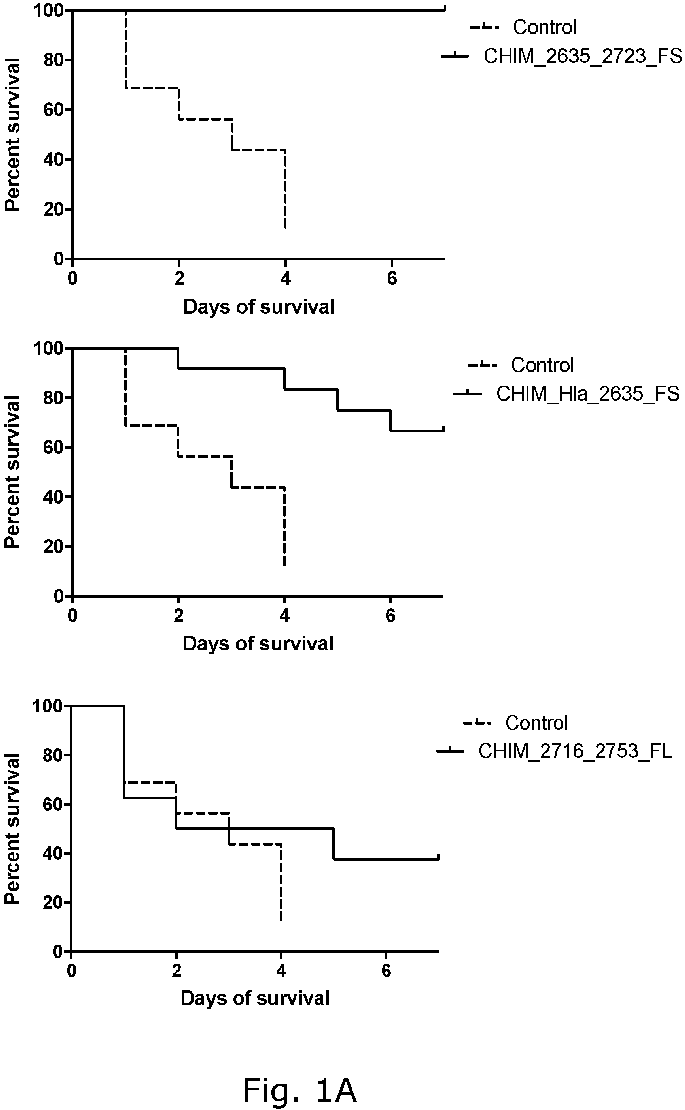 100
80
60
40
20
0
Percent survival
0 2 4 6
Days of survival
Control
CHIM_2635_2723_FS
100
80
60
40
20
0
Percent survival
0 2 4 6
Days of survival
Control
CHIM_Hla_2635_FS
100
80
60
40
20
0
Percent survival
0 2 4 6
Days of survival
Control
CHIM_2716_2753_FL
Fig. 1A